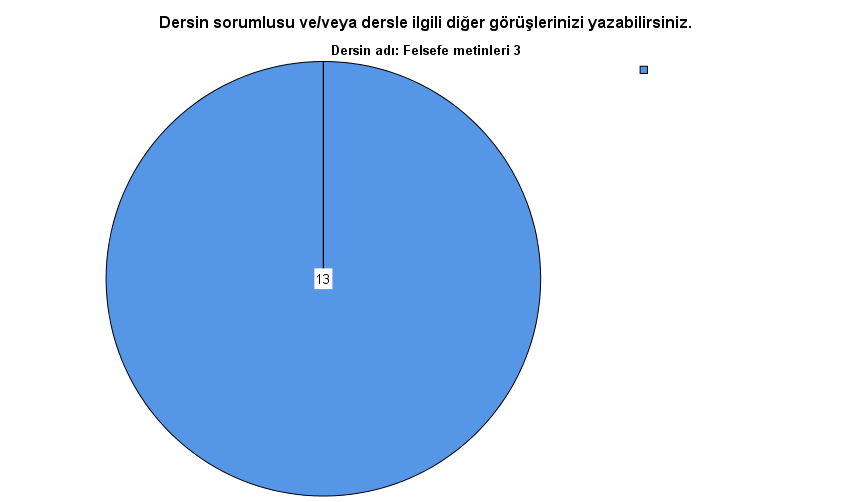 Dersin sorumlusu ve/veya dersle ilgili diğer görüşlerinizi yazabilirsiniz.
Dersin adı: Felsefe metinleri 3
13